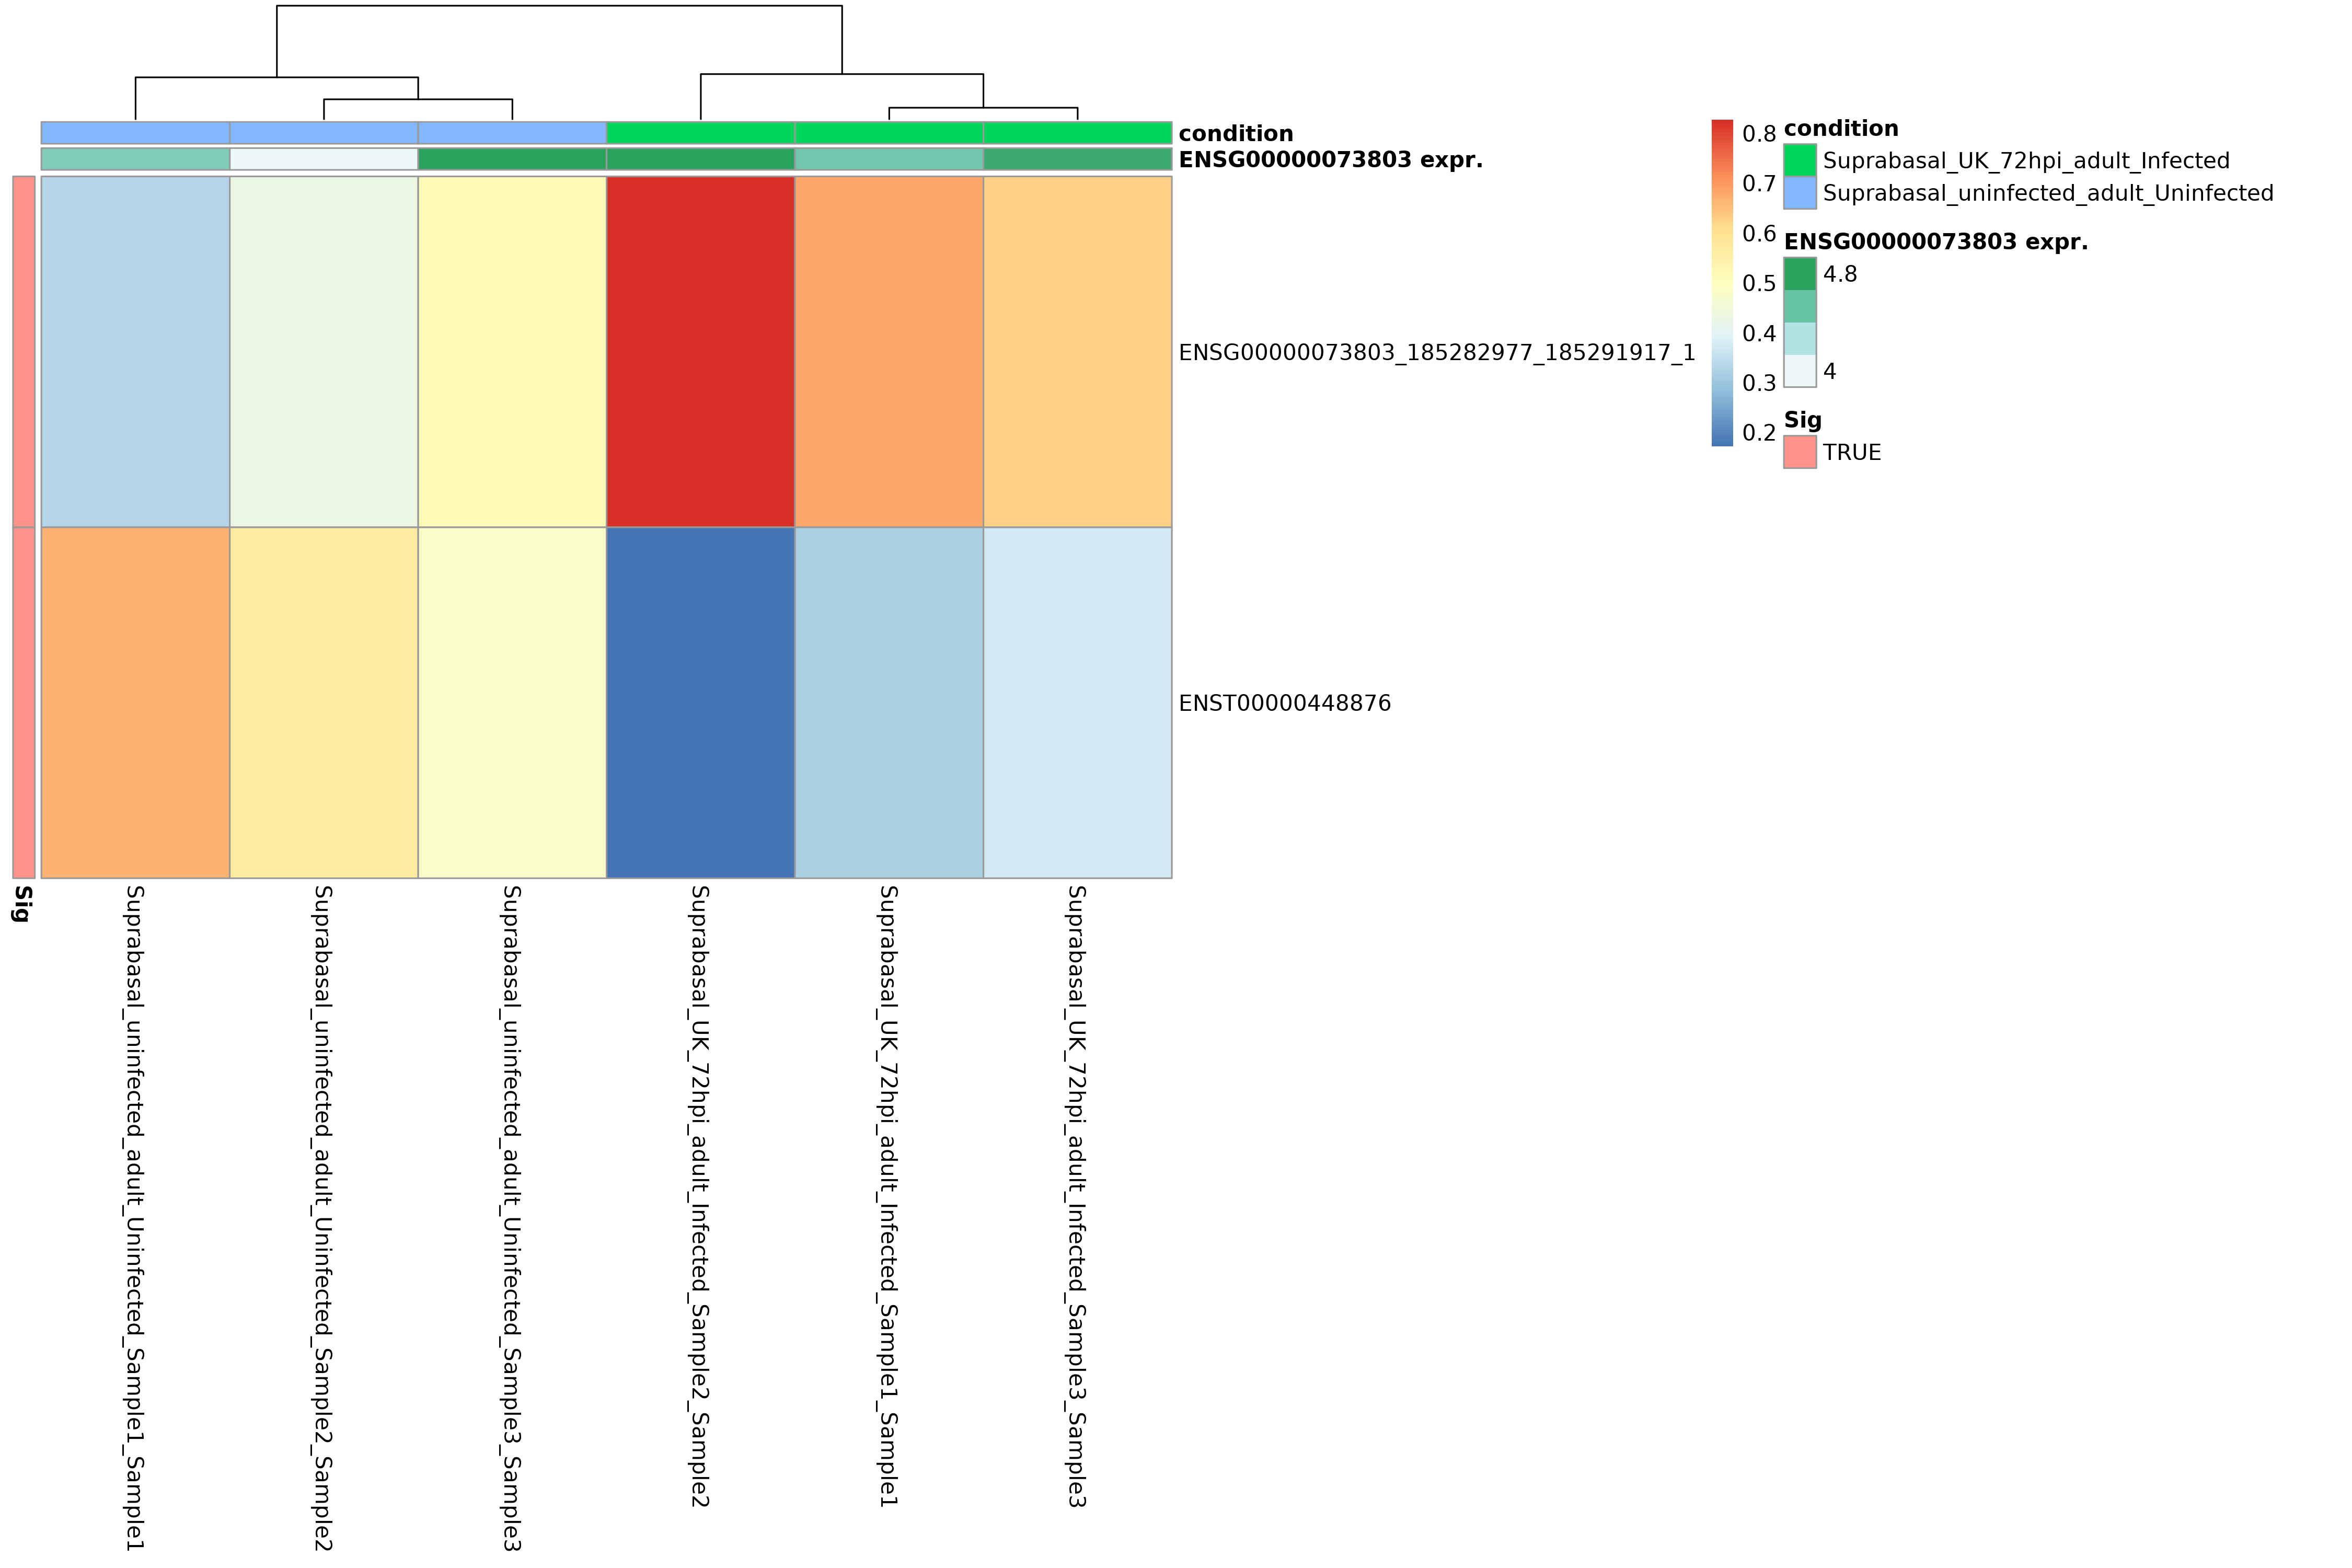 condition
ENSG00000073803 expr.
ENSG00000073803_185282977_185291917_1
ENST00000448876
0.8
0.7
0.6
0.5
0.4
0.3
0.2
condition
Suprabasal_UK_72hpi_adult_Infected
Suprabasal_uninfected_adult_Uninfected
ENSG00000073803 expr.
4.8
4
Sig
TRUE
Sig
Suprabasal_uninfected_adult_Uninfected_Sample1_Sample1
Suprabasal_uninfected_adult_Uninfected_Sample2_Sample2
Suprabasal_uninfected_adult_Uninfected_Sample3_Sample3
Suprabasal_UK_72hpi_adult_Infected_Sample2_Sample2
Suprabasal_UK_72hpi_adult_Infected_Sample1_Sample1
Suprabasal_UK_72hpi_adult_Infected_Sample3_Sample3